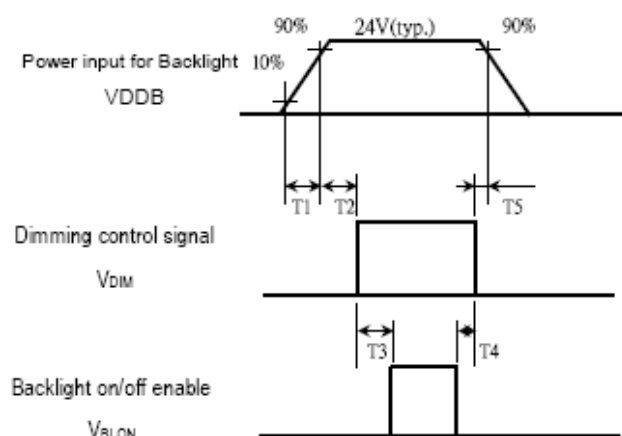 90% 24V(typ.) 90%
Power input for Backlight 10%
VDDB
T1 T2 T5
Dimming control signal
VDIM
T3 T4
Backlight on/off enable
VBLON